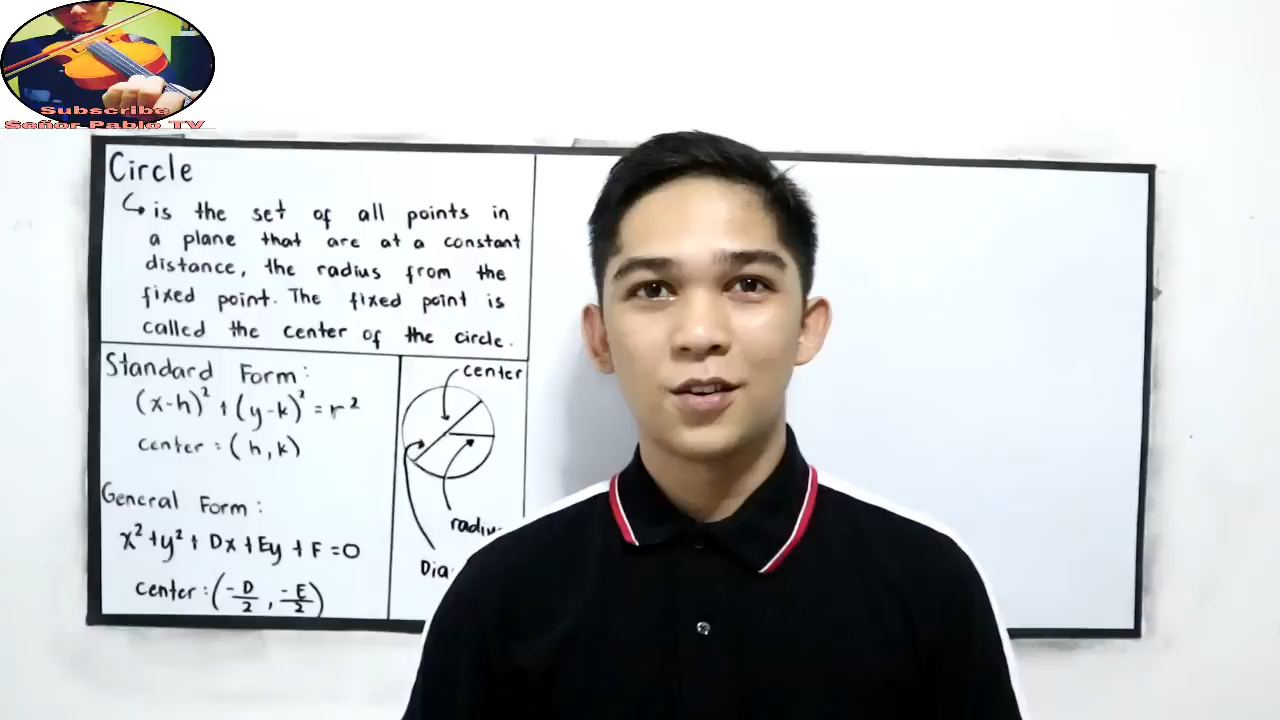 Subscribe
Señor Pablo TV
Circle
↳ is the set of all points in
a plane that are at a constant
distance, the radius from the
fixed point. The fixed point is
called the center of the circle.
Standard Form:
(x-h)² + (y-k)² = r²
center: (h, k)
General Form:
x² + y² + Dx + Ey + F = 0
center: (-D/2, -E/2)
center